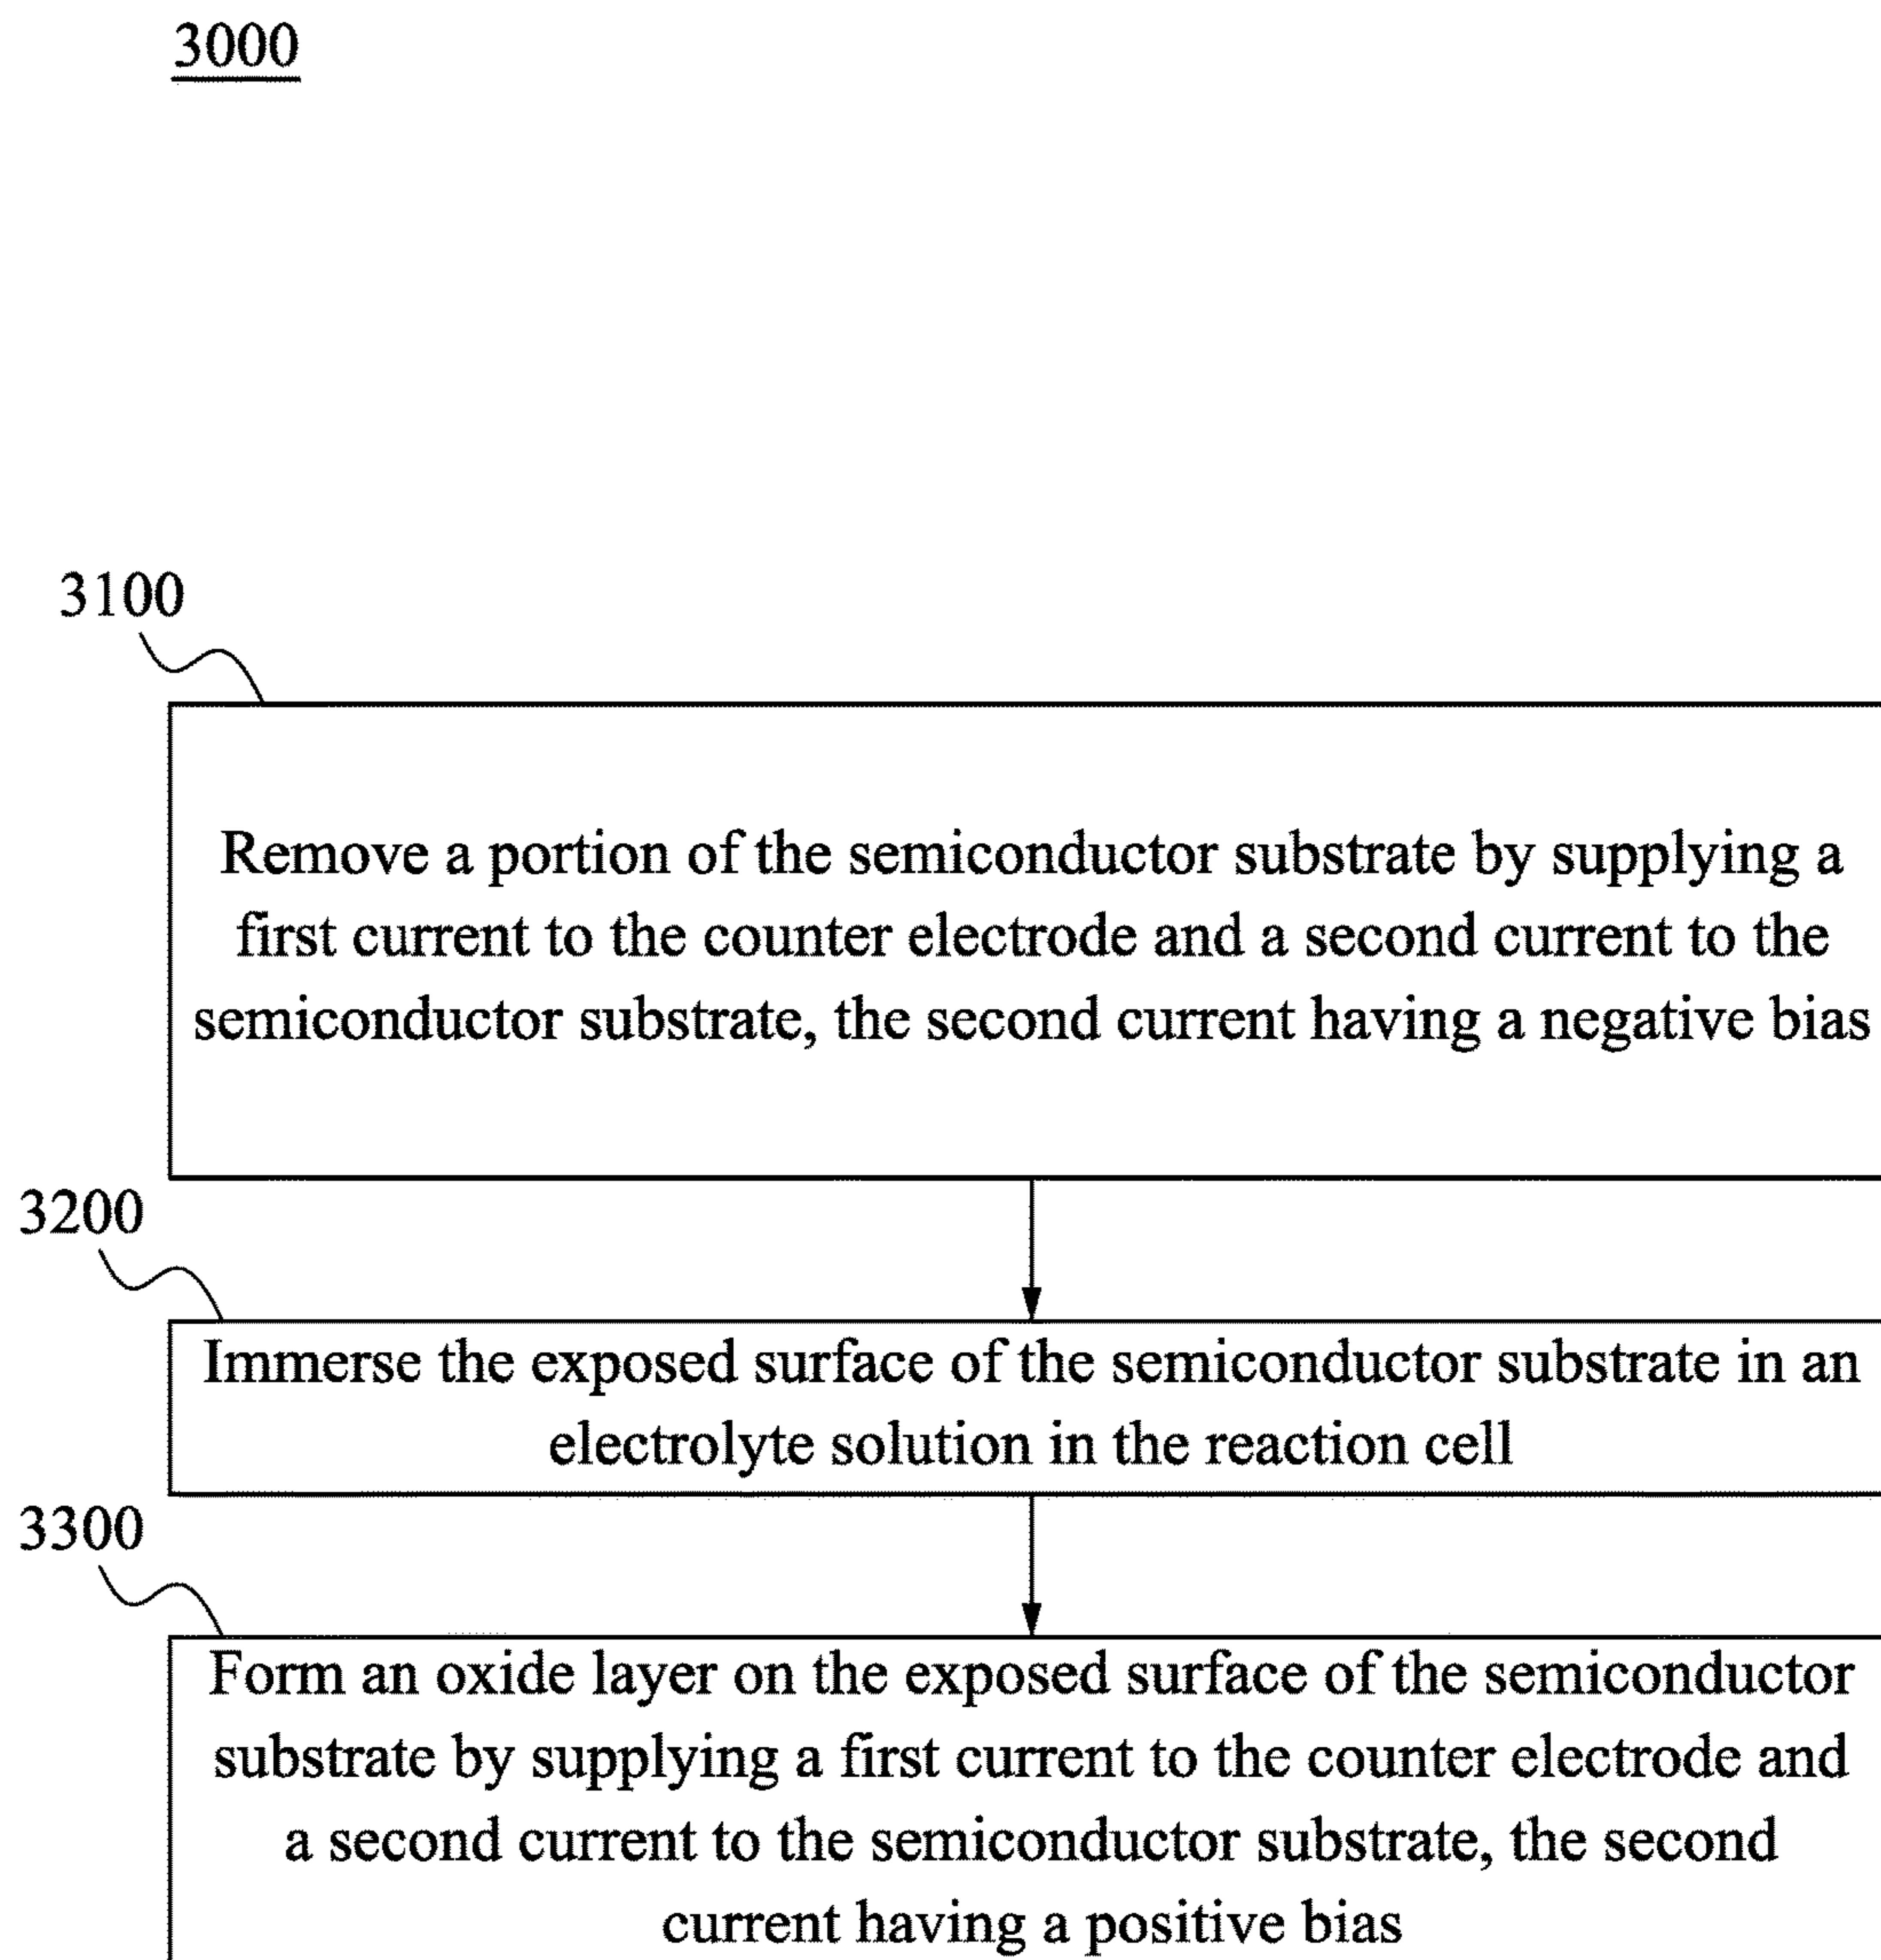 3000
3100
Remove a portion of the semiconductor substrate by supplying a
first current to the counter electrode and a second current to the
semiconductor substrate, the second current having a negative bias
3200
Immerse the exposed surface of the semiconductor substrate in an
electrolyte solution in the reaction cell
3300
Form an oxide layer on the exposed surface of the semiconductor
substrate by supplying a first current to the counter electrode and
a second current to the semiconductor substrate, the second
current having a positive bias